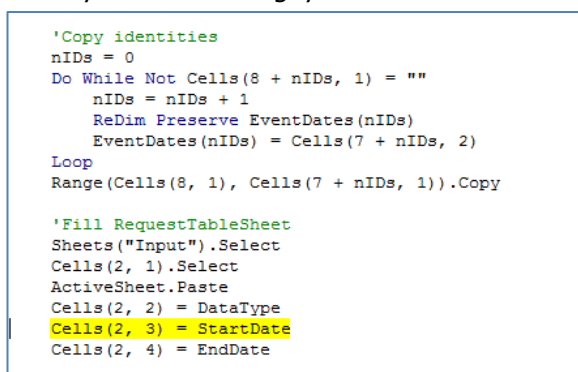 'Copy identities
nIDs = 0
Do While Not Cells(8 + nIDs, 1) = ""
    nIDs = nIDs + 1
    ReDim Preserve EventDates(nIDs)
    EventDates(nIDs) = Cells(7 + nIDs, 2)
Loop
Range(Cells(8, 1), Cells(7 + nIDs, 1)).Copy

'Fill RequestTableSheet
Sheets("Input").Select
Cells(2, 1).Select
ActiveSheet.Paste
Cells(2, 2) = DataType
Cells(2, 3) = StartDate
Cells(2, 4) = EndDate